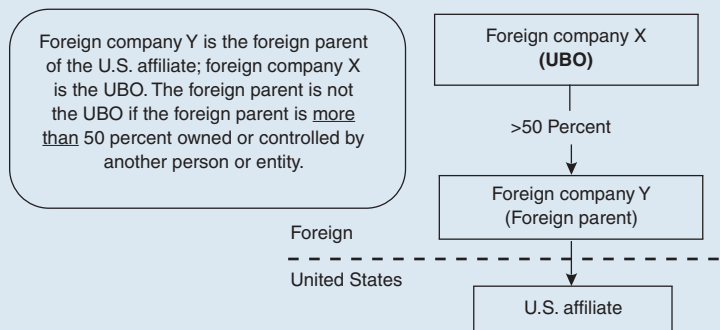 Foreign company Y is the foreign parent
of the U.S. affiliate; foreign company X
is the UBO. The foreign parent is not
the UBO if the foreign parent is more
than 50 percent owned or controlled by
another person or entity.
Foreign company X
(UBO)
>50 Percent
Foreign company Y
(Foreign parent)
Foreign
United States
U.S. affiliate